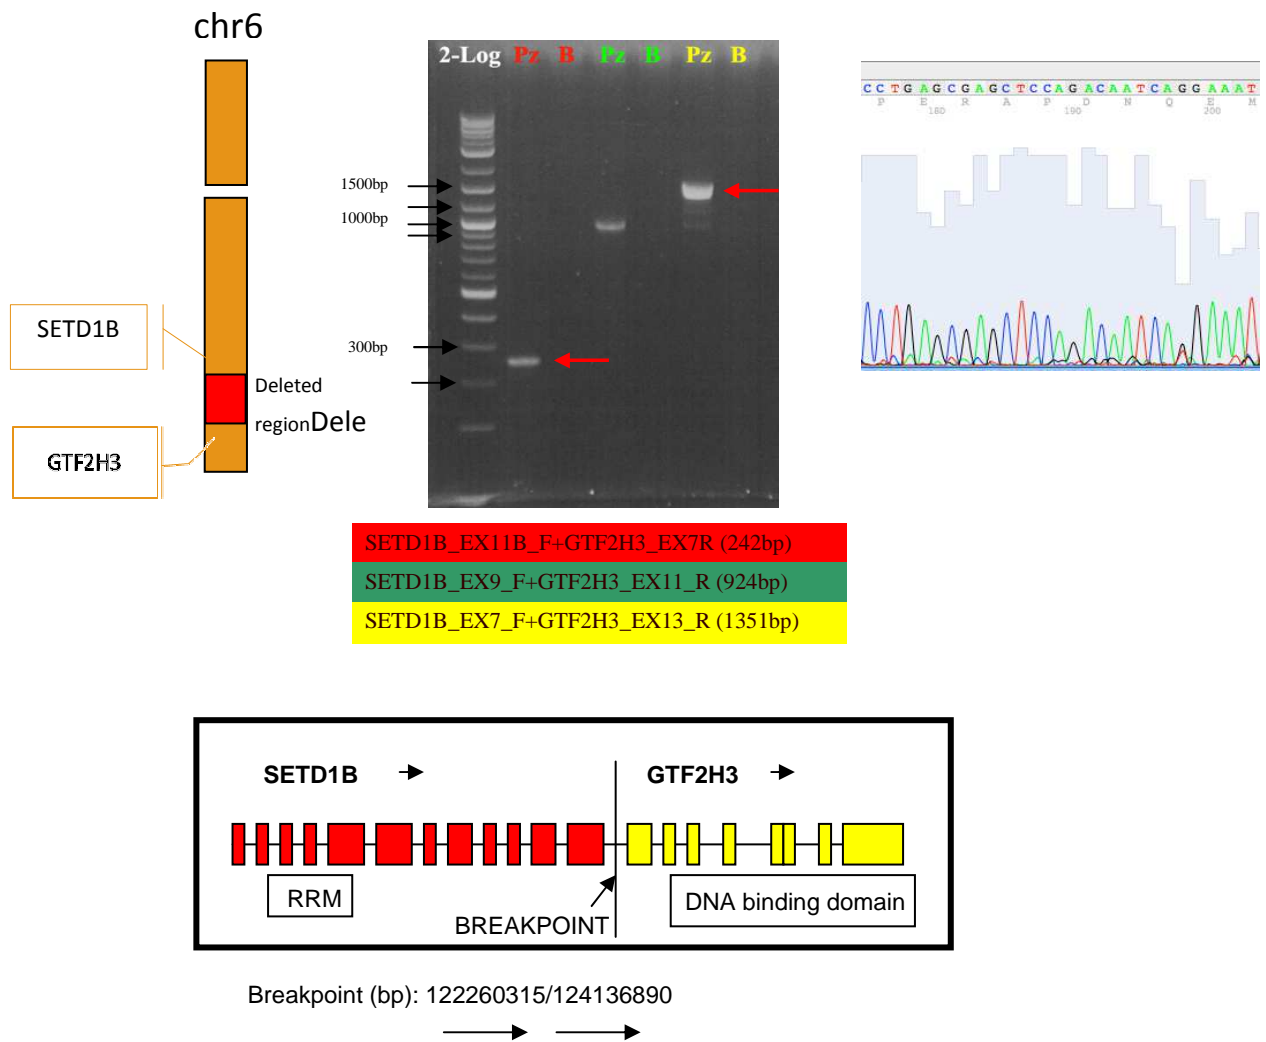 chr6
SETD1B
Deleted
regionDele
GTF2H3
2-Log Pz B Pz B Pz B
1500bp
1000bp
300bp
CCTGAGCGAGCTCCAGACAATCAGGAAAT
P E R A P D N Q E M
180 190 200
SETD1B_EX11B_F+GTF2H3_EX7R (242bp)
SETD1B_EX9_F+GTF2H3_EX11_R (924bp)
SETD1B_EX7_F+GTF2H3_EX13_R (1351bp)
SETD1B GTF2H3
RRM
BREAKPOINT
DNA binding domain
Breakpoint (bp): 122260315/124136890